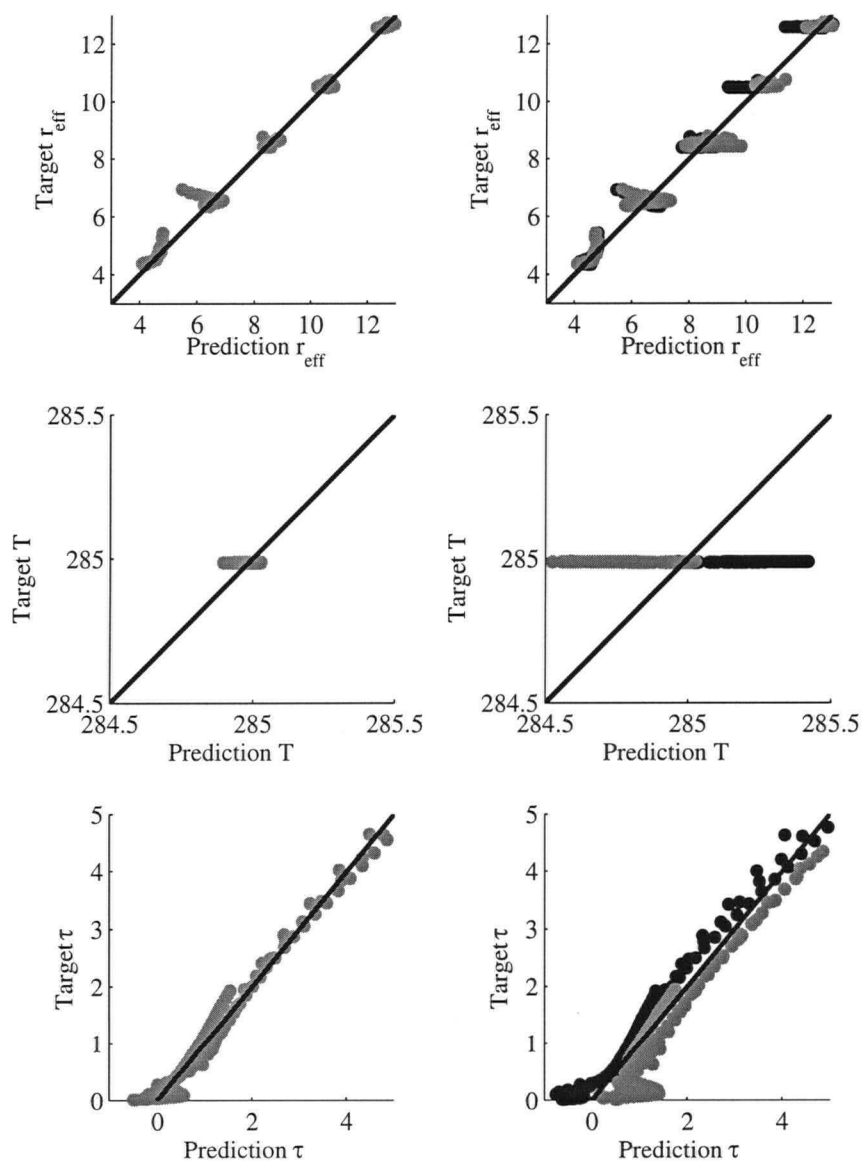 12
10
8
6
4
Target r_eff
4 6 8 10 12
Prediction r_eff
12
10
8
6
4
Target r_eff
4 6 8 10 12
Prediction r_eff
285.5
285
284.5
Target T
284.5 285 285.5
Prediction T
285.5
285
284.5
Target T
284.5 285 285.5
Prediction T
5
4
3
2
1
0
Target τ
0 2 4
Prediction τ
5
4
3
2
1
0
Target τ
0 2 4
Prediction τ